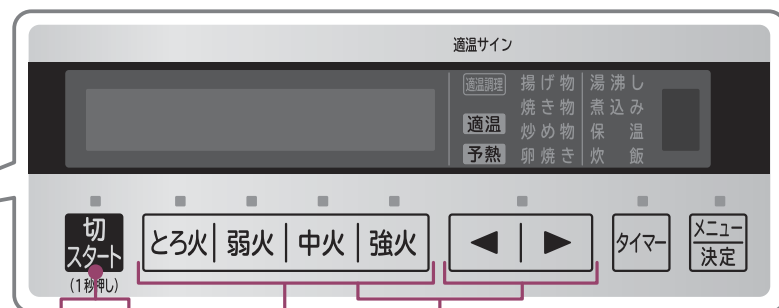 適温サイン
適温調理 揚げ物 湯沸し
焼き物 煮込み
適温 炒め物 保 温
予熱 卵焼き 炊 飯
切
スタート
(1秒押し)
とろ火 弱火 中火 強火
◀ ▶
タイマー
メニュー
決定